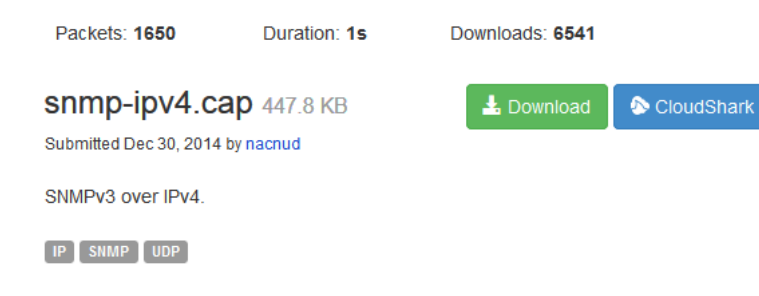 Packets: 1650 Duration: 1s Downloads: 6541
snmp-ipv4.cap 447.8 KB Download CloudShark
Submitted Dec 30, 2014 by nacnud
SNMPv3 over IPv4.
IP SNMP UDP